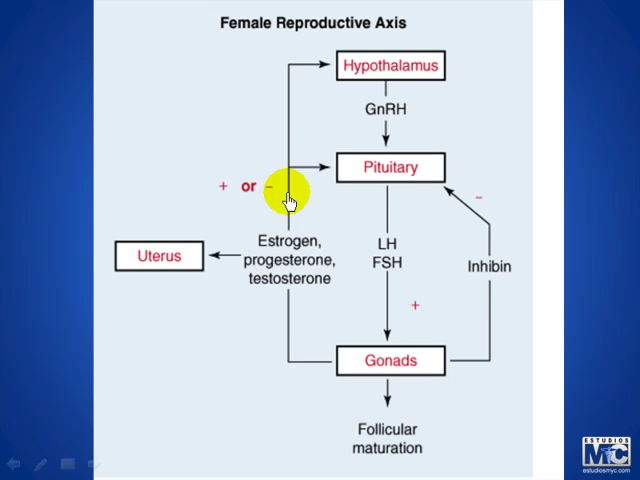 Female Reproductive Axis
Hypothalamus
GnRH
Pituitary
+ or –
–
Estrogen,
progesterone,
testosterone
Uterus
LH
FSH
Inhibin
+
Gonads
Follicular
maturation
ESTUDIOS
MYC
estudiosmyc.com